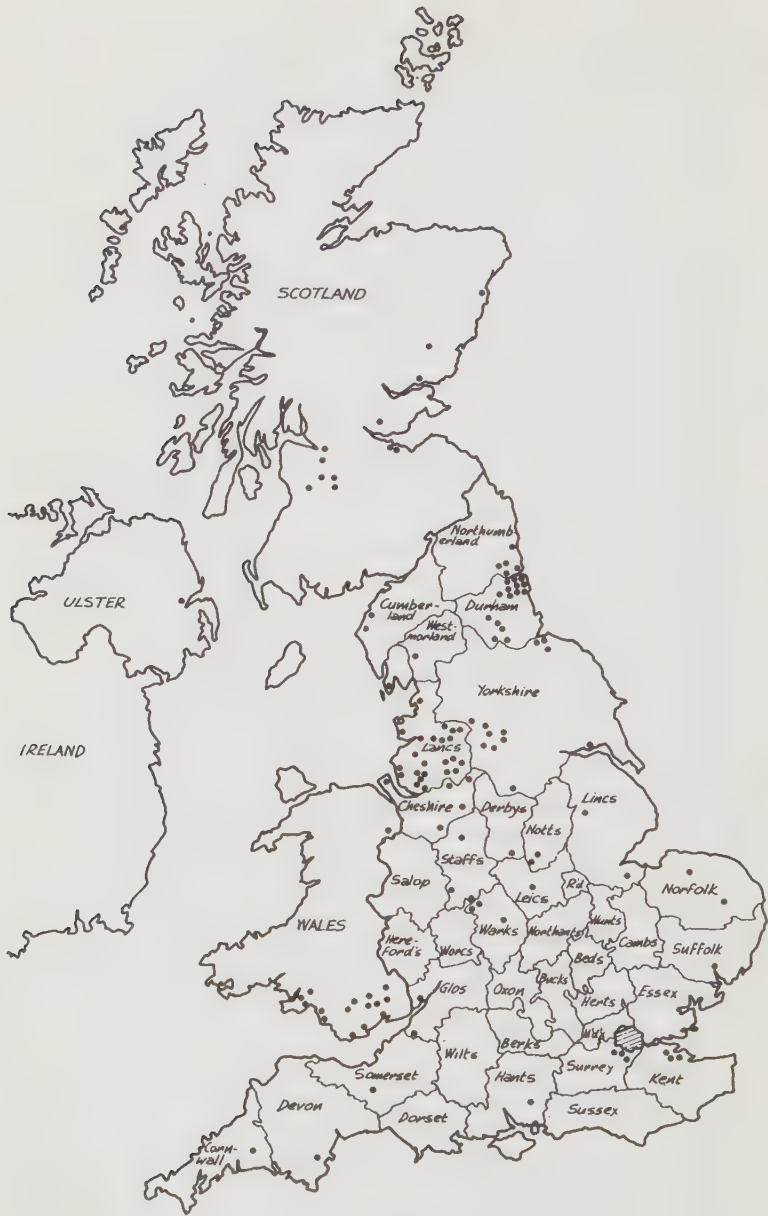 SCOTLAND
Northumb-
erland
ULSTER
Cumber-
land
Durham
West-
morland
Yorkshire
IRELAND
Lancs
Cheshire
Derbys
Notts
Lincs
Staffs
Salop
Leics
R'd
Norfolk
WALES
Here-
ford's
Worcs
Warks
Northants
Hunts
Cambs
Suffolk
Beds
Glos
Oxon
Bucks
Herts
Essex
M'dx
Berks
Wilts
Surrey
Kent
Somerset
Hants
Sussex
Devon
Dorset
Corn-
wall